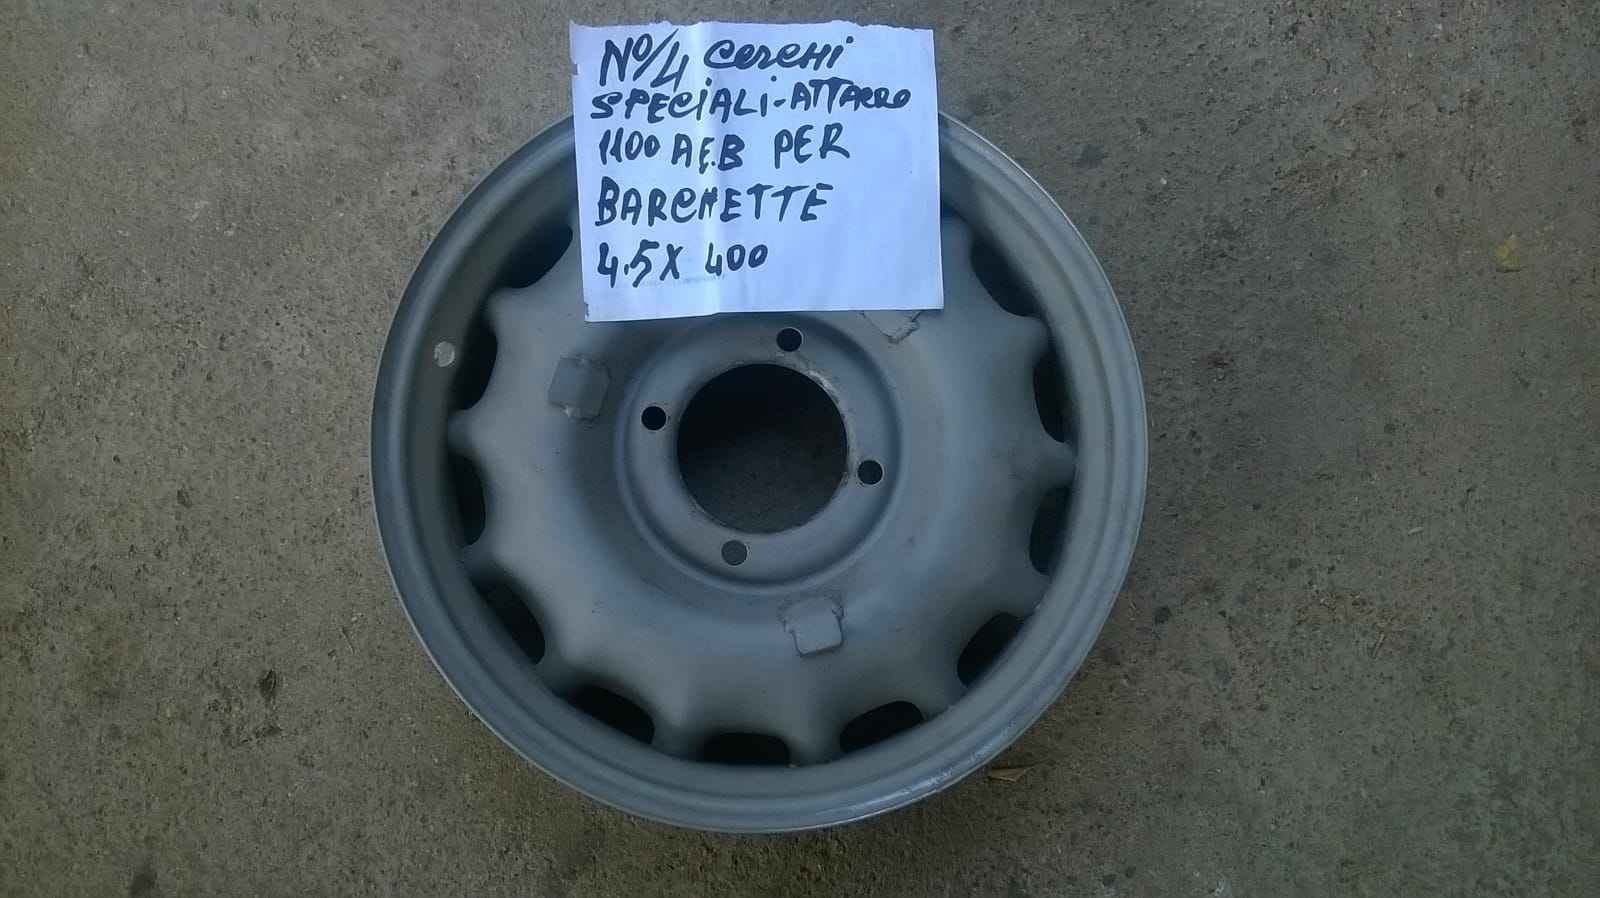 N°/4 CERCHI
SPECIALI-ATTACCO
1100 A E.B PER
BARCHETTE
4.5X 400